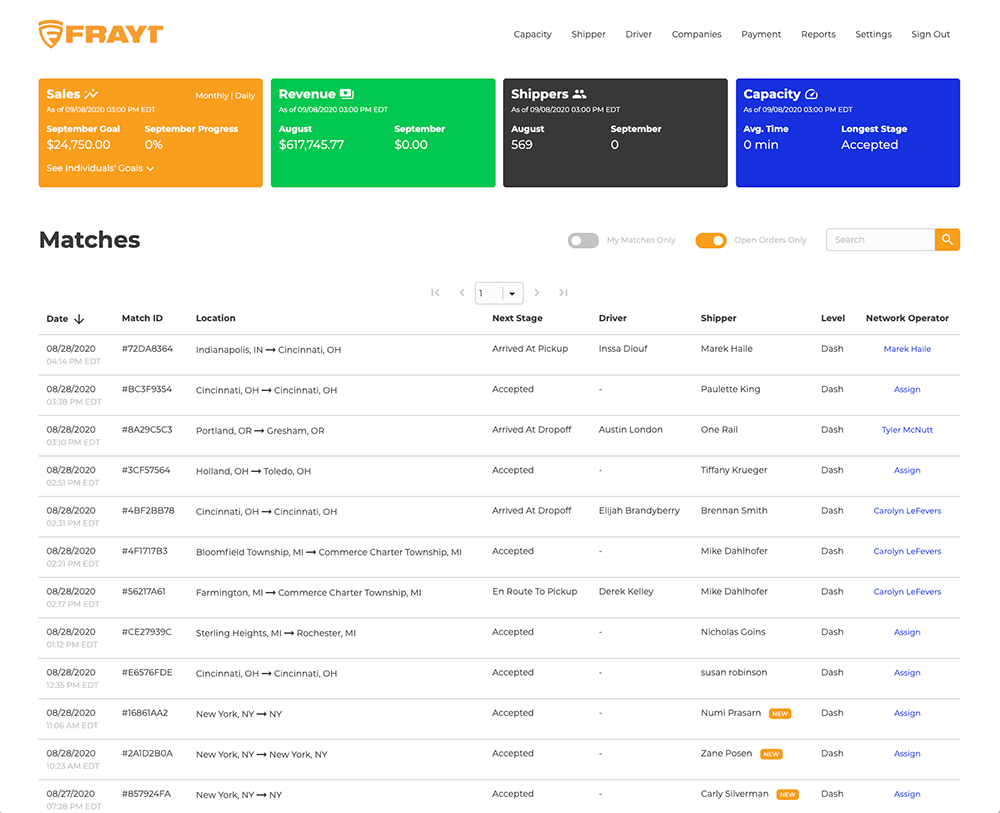 FRAYT
Capacity Shipper Driver Companies Payment Reports Settings Sign Out
Sales Monthly | Daily
As of 09/08/2020 03:00 PM EDT
September Goal September Progress
$24,750.00 0%
See Individuals' Goals
Revenue
As of 09/08/2020 03:00 PM EDT
August September
$617,745.77 $0.00
Shippers
As of 09/08/2020 03:00 PM EDT
August September
569 0
Capacity
As of 09/08/2020 03:00 PM EDT
Avg. Time Longest Stage
0 min Accepted
Matches
My Matches Only Open Orders Only Search
1
Date Match ID Location Next Stage Driver Shipper Level Network Operator
08/28/2020 #72DA8364 Indianapolis, IN → Cincinnati, OH Arrived At Pickup Inssa Diouf Marek Haile Dash Marek Haile
04:14 PM EDT
08/28/2020 #BC3F9354 Cincinnati, OH → Cincinnati, OH Accepted - Paulette King Dash Assign
03:38 PM EDT
08/28/2020 #8A29C5C3 Portland, OR → Gresham, OR Arrived At Dropoff Austin London One Rail Dash Tyler McNutt
03:10 PM EDT
08/28/2020 #3CF57564 Holland, OH → Toledo, OH Accepted - Tiffany Krueger Dash Assign
02:51 PM EDT
08/28/2020 #4BF2BB78 Cincinnati, OH → Cincinnati, OH Arrived At Dropoff Elijah Brandyberry Brennan Smith Dash Carolyn LeFevers
02:31 PM EDT
08/28/2020 #4F1717B3 Bloomfield Township, MI → Commerce Charter Township, MI Accepted - Mike Dahlhofer Dash Carolyn LeFevers
02:21 PM EDT
08/28/2020 #56217A61 Farmington, MI → Commerce Charter Township, MI En Route To Pickup Derek Kelley Mike Dahlhofer Dash Carolyn LeFevers
02:17 PM EDT
08/28/2020 #CE27939C Sterling Heights, MI → Rochester, MI Accepted - Nicholas Goins Dash Assign
01:12 PM EDT
08/28/2020 #E6576FDE Cincinnati, OH → Cincinnati, OH Accepted - susan robinson Dash Assign
12:35 PM EDT
08/28/2020 #16861AA2 New York, NY → NY Accepted - Numi Prasarn NEW Dash Assign
11:06 AM EDT
08/28/2020 #2A1D2B0A New York, NY → New York, NY Accepted - Zane Posen NEW Dash Assign
10:23 AM EDT
08/27/2020 #857924FA New York, NY → NY Accepted - Carly Silverman NEW Dash Assign
07:28 PM EDT